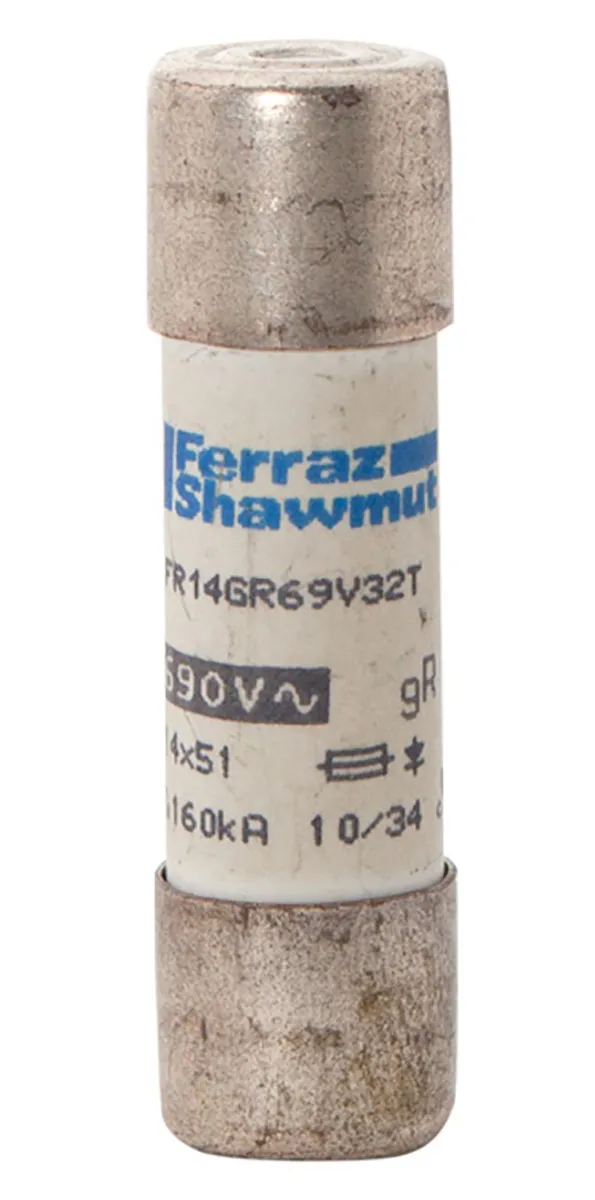 Ferraz
Shawmut
FR14GR69V32T
690V~
gR
14x51
160kA 10/34